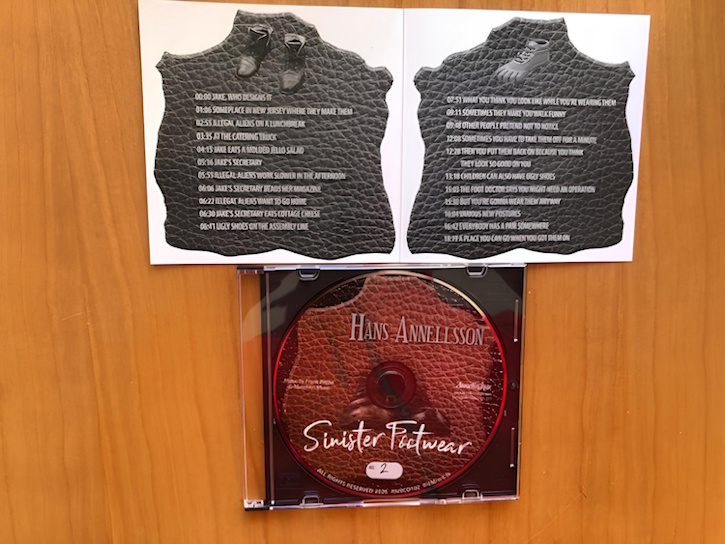 00:00 JAKE, WHO DESIGNS IT
01:06 SOMEPLACE IN NEW JERSEY WHERE THEY MAKE THEM
02:55 ILLEGAL ALIENS ON A LUNCHBREAK
03:35 AT THE CATERING TRUCK
04:13 JAKE EATS A MOLDED JELLO SALAD
05:16 JAKE'S SECRETARY
05:55 ILLEGAL ALIENS WORK SLOWER IN THE AFTERNOON
06:06 JAKE'S SECRETARY READS HER MAGAZINE
06:22 ILLEGAL ALIENS WANT TO GO HOME
06:30 JAKE'S SECRETARY EATS COTTAGE CHEESE
06:41 UGLY SHOES ON THE ASSEMBLY LINE
07:51 WHAT YOU THINK YOU LOOK LIKE WHILE YOU'RE WEARING THEM
09:11 SOMETIMES THEY MAKE YOU WALK FUNNY
09:48 OTHER PEOPLE PRETEND NOT TO NOTICE
12:08 SOMETIMES YOU HAVE TO TAKE THEM OFF FOR A MINUTE
12:28 THEN YOU PUT THEM BACK ON BECAUSE YOU THINK
THEY LOOK SO GOOD ON YOU
13:18 CHILDREN CAN ALSO HAVE UGLY SHOES
15:03 THE FOOT DOCTOR SAYS YOU MIGHT NEED AN OPERATION
15:30 BUT YOU'RE GONNA WEAR THEM ANYWAY
16:04 VARIOUS NEW POSTURES
16:42 EVERYBODY HAS A PAIR SOMEWHERE
18:19 A PLACE YOU CAN GO WHEN YOU GOT THEM ON
HANS ANNELLSSON
Sinister Footwear
2
ALL RIGHTS RESERVED 2020